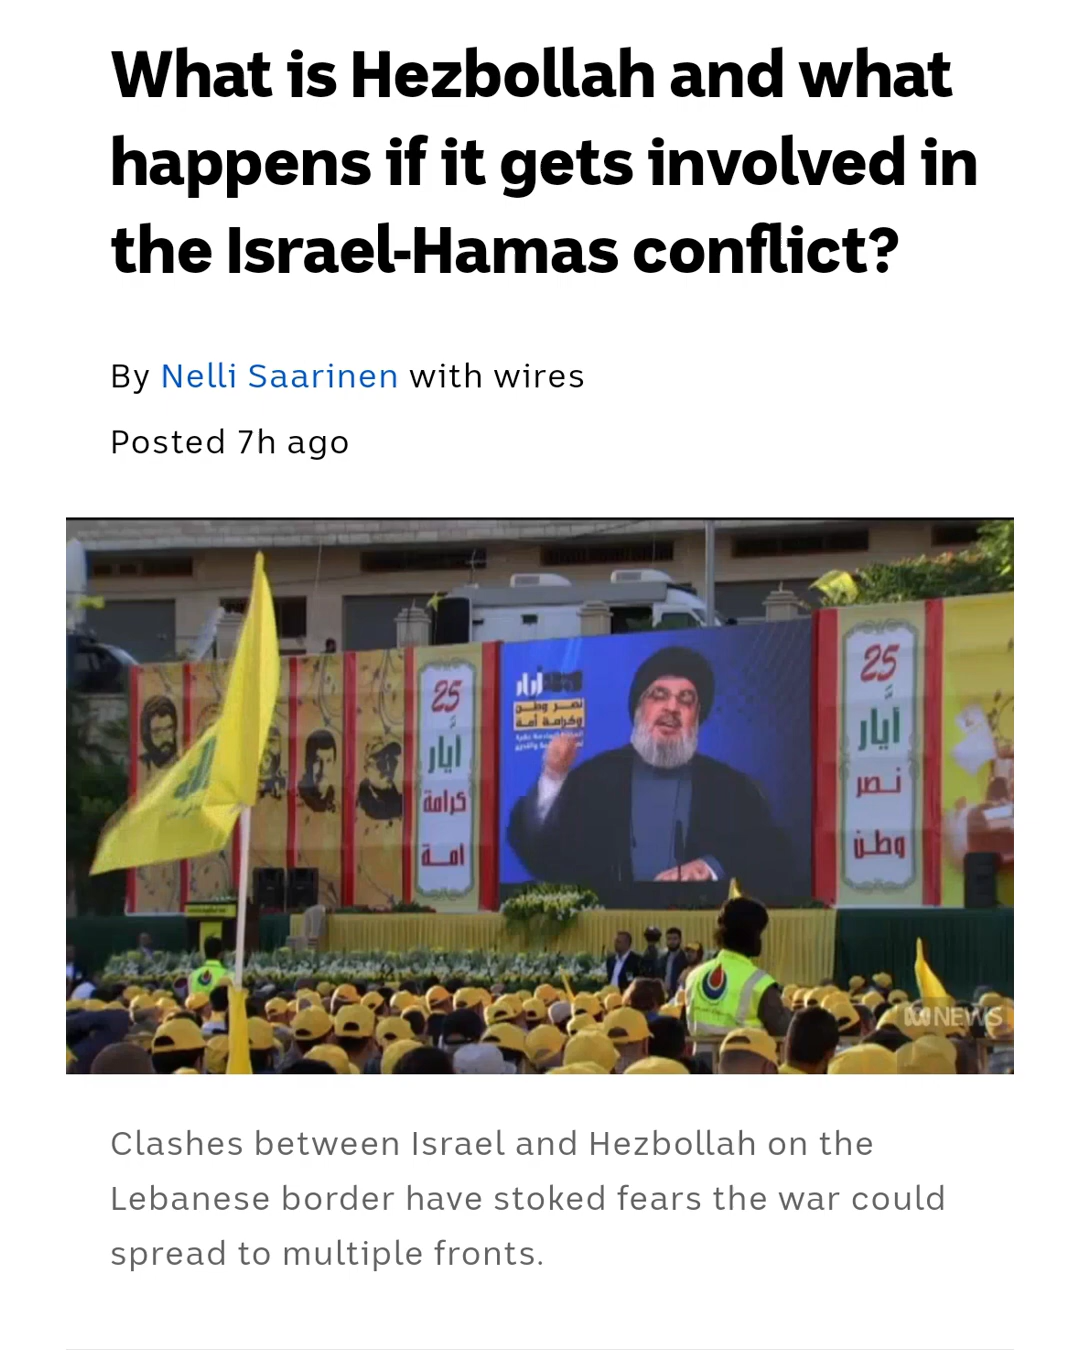 What is Hezbollah and what
happens if it gets involved in
the Israel-Hamas conflict?
By Nelli Saarinen with wires
Posted 7h ago
25
أيار
كرامة
امة
نصر وطن
وكرامة أمة
25
أيار
نصر
وطن
NEWS
Clashes between Israel and Hezbollah on the
Lebanese border have stoked fears the war could
spread to multiple fronts.